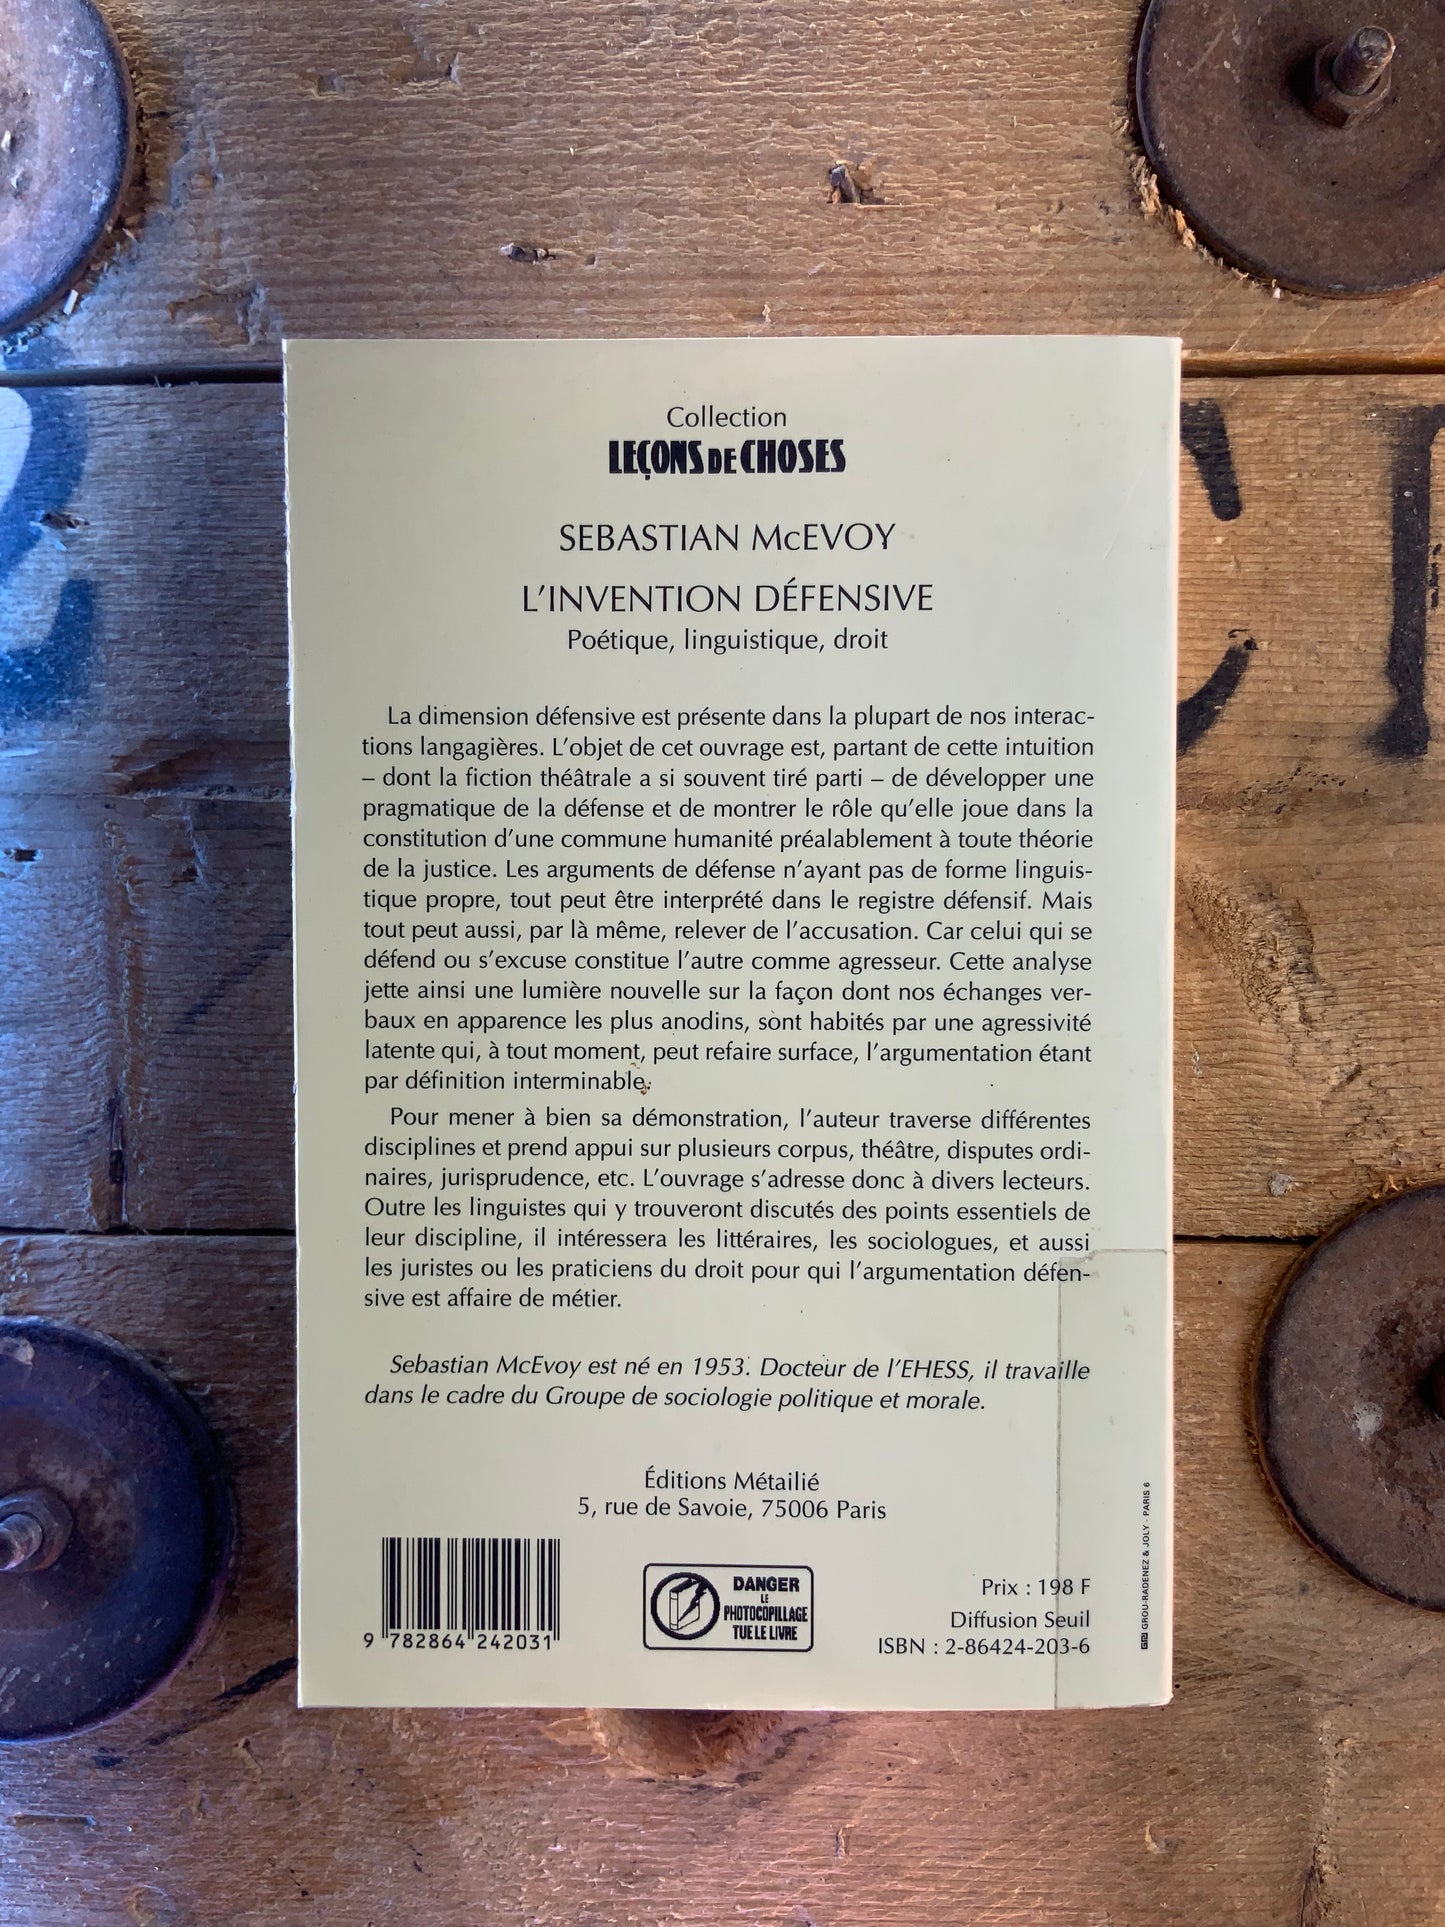 Collection
LEÇONS DE CHOSES
SEBASTIAN McEVOY
L'INVENTION DÉFENSIVE
Poétique, linguistique, droit
La dimension défensive est présente dans la plupart de nos interac-
tions langagières. L'objet de cet ouvrage est, partant de cette intuition
– dont la fiction théâtrale a si souvent tiré parti – de développer une
pragmatique de la défense et de montrer le rôle qu'elle joue dans la
constitution d'une commune humanité préalablement à toute théorie
de la justice. Les arguments de défense n'ayant pas de forme linguis-
tique propre, tout peut être interprété dans le registre défensif. Mais
tout peut aussi, par là même, relever de l'accusation. Car celui qui se
défend ou s'excuse constitue l'autre comme agresseur. Cette analyse
jette ainsi une lumière nouvelle sur la façon dont nos échanges ver-
baux en apparence les plus anodins, sont habités par une agressivité
latente qui, à tout moment, peut refaire surface, l'argumentation étant
par définition interminable.
Pour mener à bien sa démonstration, l'auteur traverse différentes
disciplines et prend appui sur plusieurs corpus, théâtre, disputes ordi-
naires, jurisprudence, etc. L'ouvrage s'adresse donc à divers lecteurs.
Outre les linguistes qui y trouveront discutés des points essentiels de
leur discipline, il intéressera les littéraires, les sociologues, et aussi
les juristes ou les praticiens du droit pour qui l'argumentation défen-
sive est affaire de métier.
Sebastian McEvoy est né en 1953. Docteur de l'EHESS, il travaille
dans le cadre du Groupe de sociologie politique et morale.
Éditions Métailié
5, rue de Savoie, 75006 Paris
9 782864 242031
DANGER
LE
PHOTOCOPILLAGE
TUE LE LIVRE
Prix : 198 F
Diffusion Seuil
ISBN : 2-86424-203-6
GROU-RADENEZ & JOLY - PARIS 6